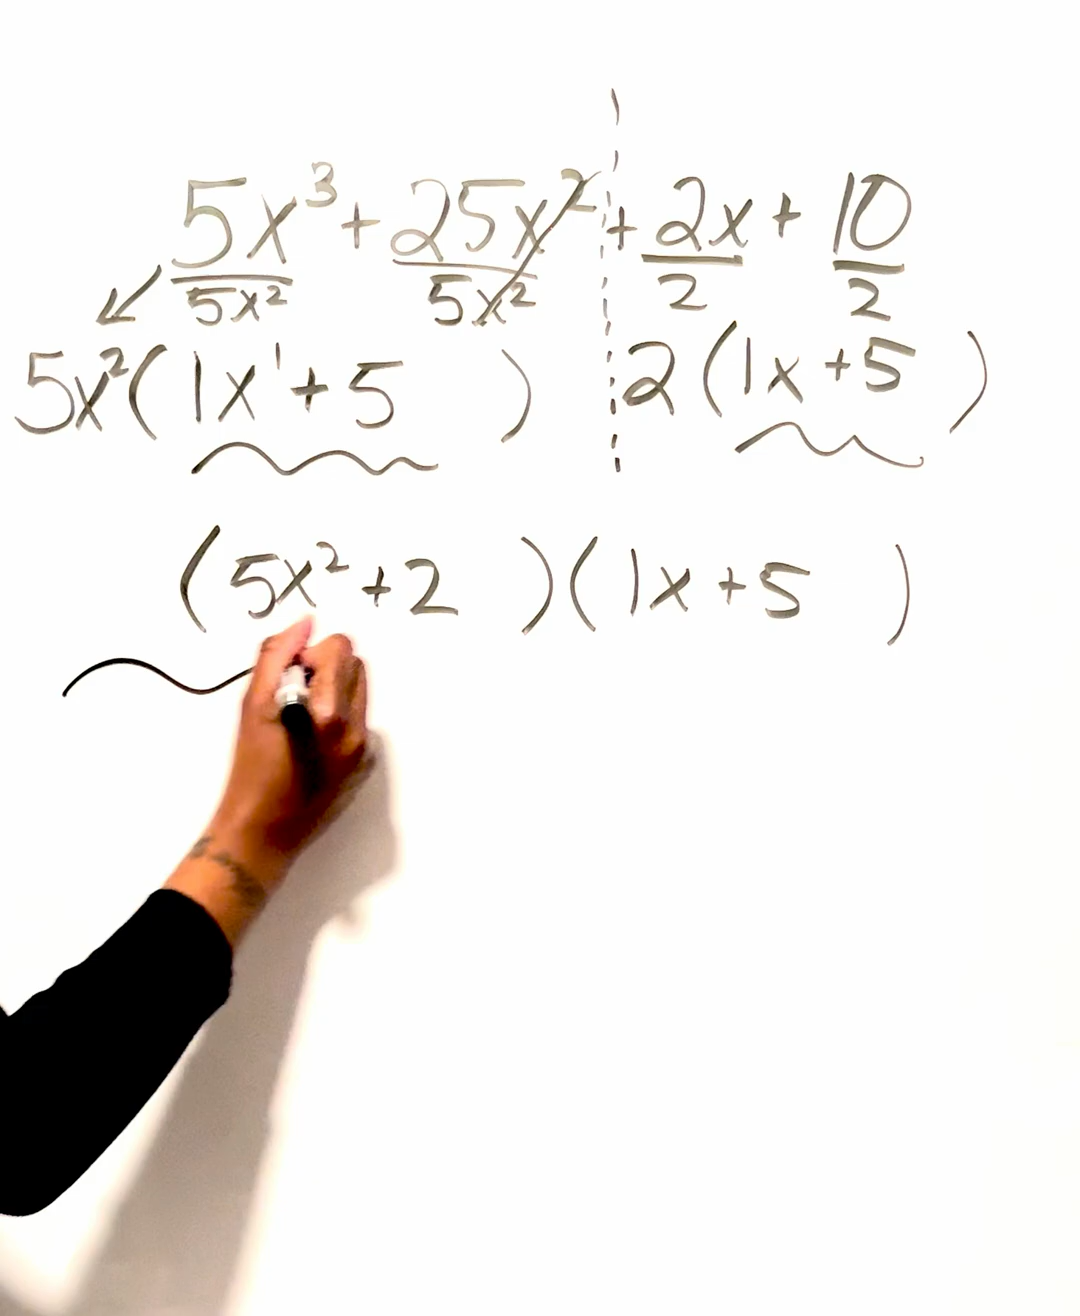 5x³ + 25x² + 2x + 10
5x² 5x² 2 2
5x²( 1x¹ + 5 ) 2 ( 1x + 5 )
( 5x² + 2 )( 1x + 5 )